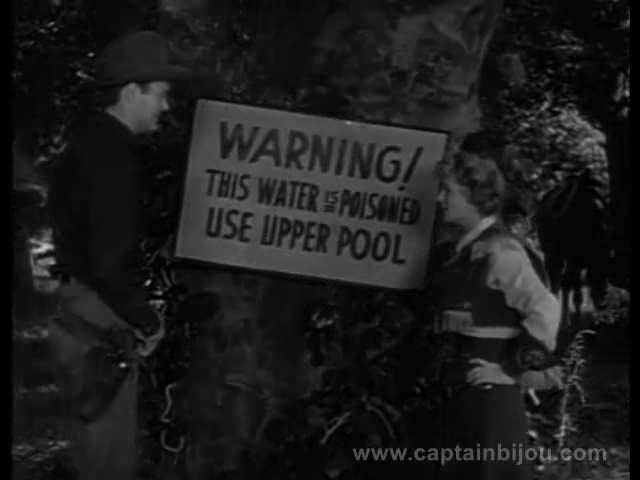 WARNING!
THIS WATER IS POISONED
USE UPPER POOL
www.captainbijou.com